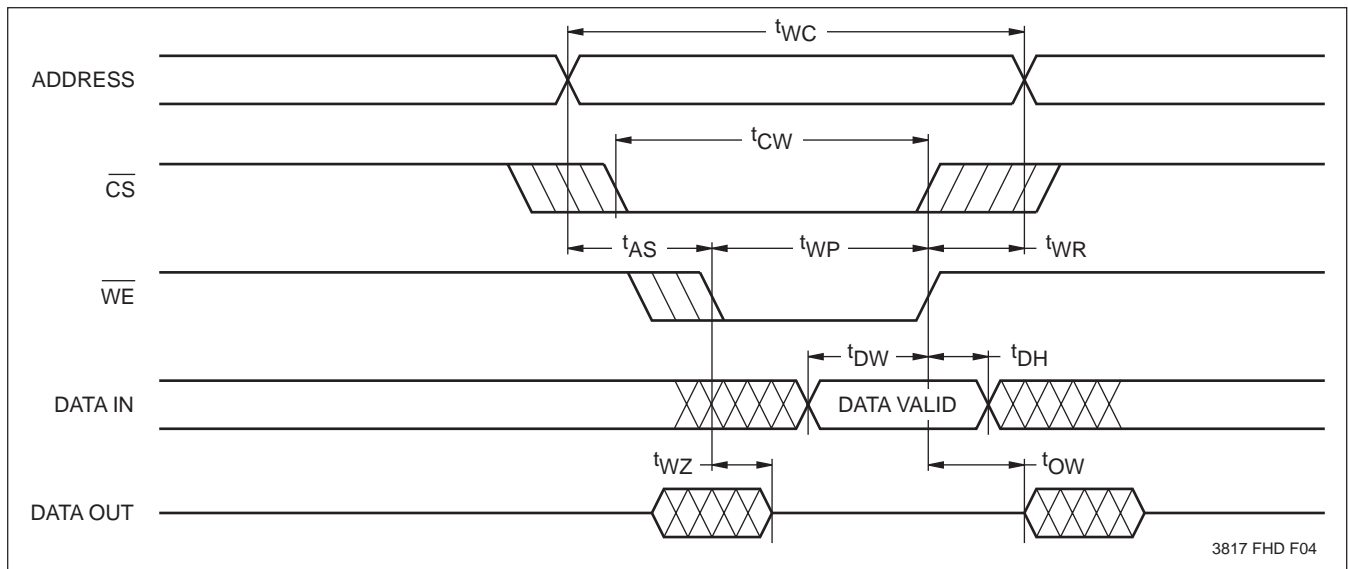 tWC
ADDRESS
tCW
CS
tAS
tWP
tWR
WE
tDW
tDH
DATA IN
DATA VALID
tWZ
tOW
DATA OUT
3817 FHD F04